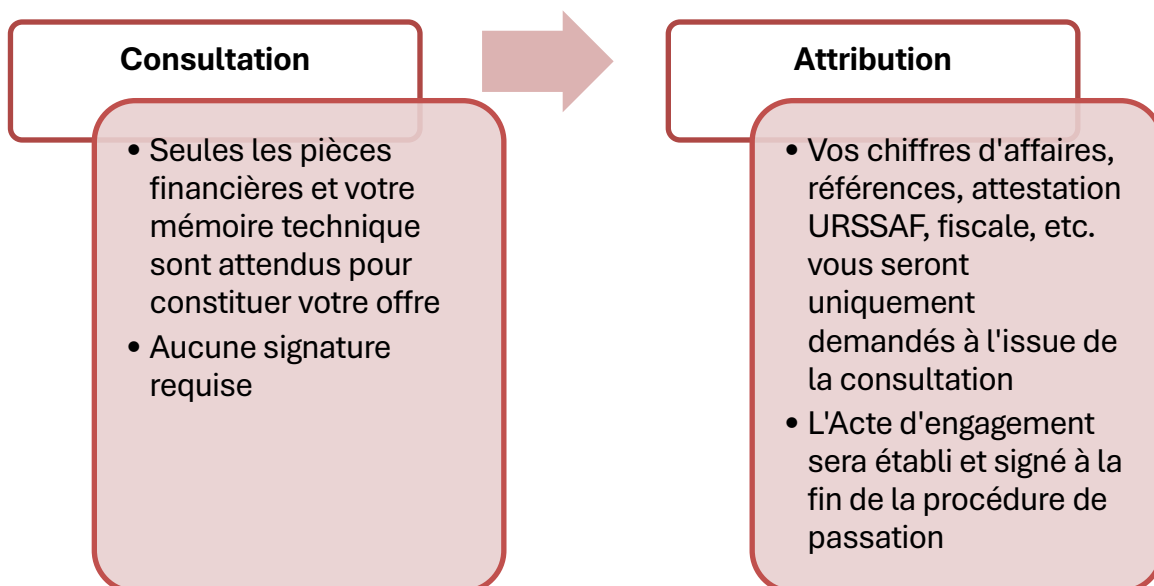 Consultation
• Seules les pièces
financières et votre
mémoire technique
sont attendus pour
constituer votre offre
• Aucune signature
requise
Attribution
• Vos chiffres d'affaires,
références, attestation
URSSAF, fiscale, etc.
vous seront
uniquement
demandés à l'issue de
la consultation
• L'Acte d'engagement
sera établi et signé à la
fin de la procédure de
passation